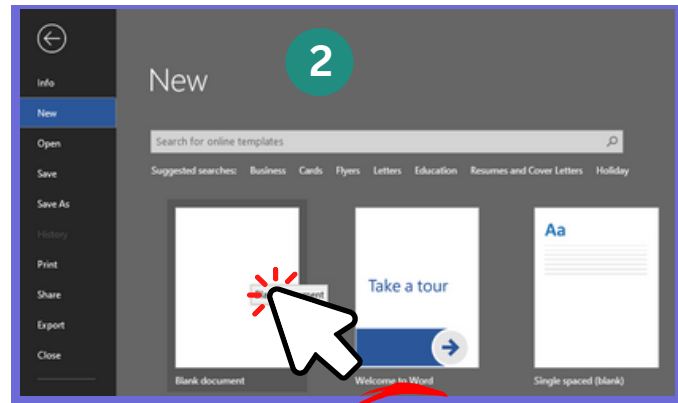 2
New
Info
New
Open
Save
Save As
History
Print
Share
Export
Close
Search for online templates
Suggested searches: Business Cards Flyers Letters Education Resumes and Cover Letters Holiday
Take a tour
Aa
Blank document
Welcome to Word
Single spaced (blank)